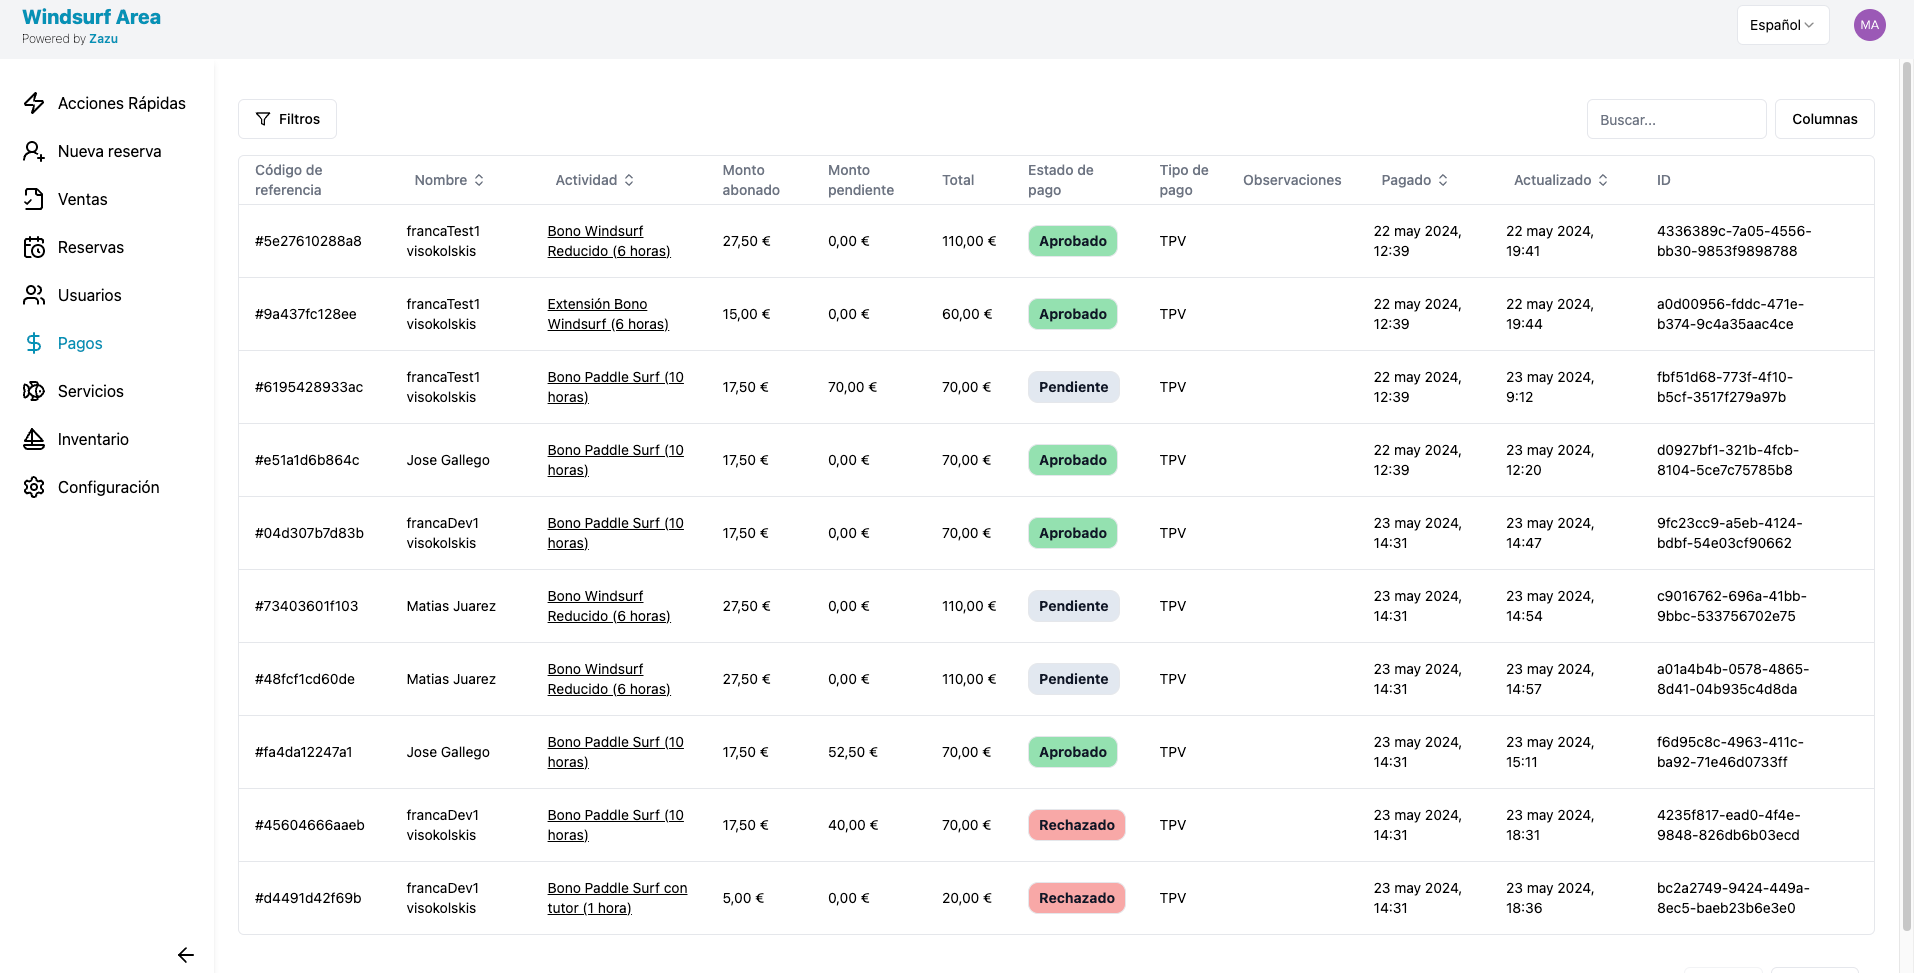 Windsurf Area
Powered by Zazu
Español
MA
Acciones Rápidas
Nueva reserva
Ventas
Reservas
Usuarios
Pagos
Servicios
Inventario
Configuración
Filtros
Buscar...
Columnas
Código de referencia Nombre Actividad Monto abonado Monto pendiente Total Estado de pago Tipo de pago Observaciones Pagado Actualizado ID
#5e27610288a8 francaTest1 visokolskis Bono Windsurf Reducido (6 horas) 27,50 € 0,00 € 110,00 € Aprobado TPV 22 may 2024, 12:39 22 may 2024, 19:41 4336389c-7a05-4556-bb30-9853f9898788
#9a437fc128ee francaTest1 visokolskis Extensión Bono Windsurf (6 horas) 15,00 € 0,00 € 60,00 € Aprobado TPV 22 may 2024, 12:39 22 may 2024, 19:44 a0d00956-fddc-471e-b374-9c4a35aac4ce
#6195428933ac francaTest1 visokolskis Bono Paddle Surf (10 horas) 17,50 € 70,00 € 70,00 € Pendiente TPV 22 may 2024, 12:39 23 may 2024, 9:12 fbf51d68-773f-4f10-b5cf-3517f279a97b
#e51a1d6b864c Jose Gallego Bono Paddle Surf (10 horas) 17,50 € 0,00 € 70,00 € Aprobado TPV 22 may 2024, 12:39 23 may 2024, 12:20 d0927bf1-321b-4fcb-8104-5ce7c75785b8
#04d307b7d83b francaDev1 visokolskis Bono Paddle Surf (10 horas) 17,50 € 0,00 € 70,00 € Aprobado TPV 23 may 2024, 14:31 23 may 2024, 14:47 9fc23cc9-a5eb-4124-bdbf-54e03cf90662
#73403601f103 Matias Juarez Bono Windsurf Reducido (6 horas) 27,50 € 0,00 € 110,00 € Pendiente TPV 23 may 2024, 14:31 23 may 2024, 14:54 c9016762-696a-41bb-9bbc-533756702e75
#48fcf1cd60de Matias Juarez Bono Windsurf Reducido (6 horas) 27,50 € 0,00 € 110,00 € Pendiente TPV 23 may 2024, 14:31 23 may 2024, 14:57 a01a4b4b-0578-4865-8d41-04b935c4d8da
#fa4da12247a1 Jose Gallego Bono Paddle Surf (10 horas) 17,50 € 52,50 € 70,00 € Aprobado TPV 23 may 2024, 14:31 23 may 2024, 15:11 f6d95c8c-4963-411c-ba92-71e46d0733ff
#45604666aaeb francaDev1 visokolskis Bono Paddle Surf (10 horas) 17,50 € 40,00 € 70,00 € Rechazado TPV 23 may 2024, 14:31 23 may 2024, 18:31 4235f817-ead0-4f4e-9848-826db6b03ecd
#d4491d42f69b francaDev1 visokolskis Bono Paddle Surf con tutor (1 hora) 5,00 € 0,00 € 20,00 € Rechazado TPV 23 may 2024, 14:31 23 may 2024, 18:36 bc2a2749-9424-449a-8ec5-baeb23b6e3e0